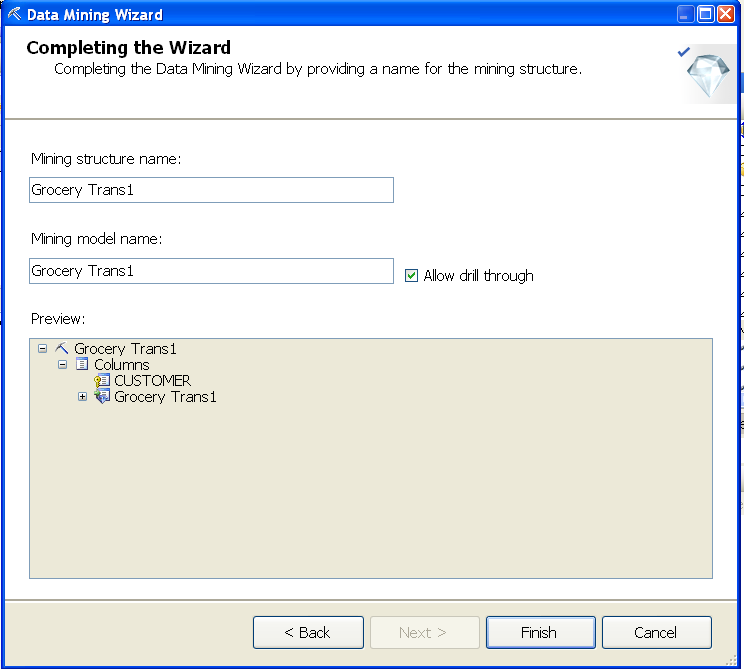 Data Mining Wizard
Completing the Wizard
Completing the Data Mining Wizard by providing a name for the mining structure.
Mining structure name:
Grocery Trans1
Mining model name:
Grocery Trans1
Allow drill through
Preview:
Grocery Trans1
Columns
CUSTOMER
Grocery Trans1
< Back Next > Finish Cancel